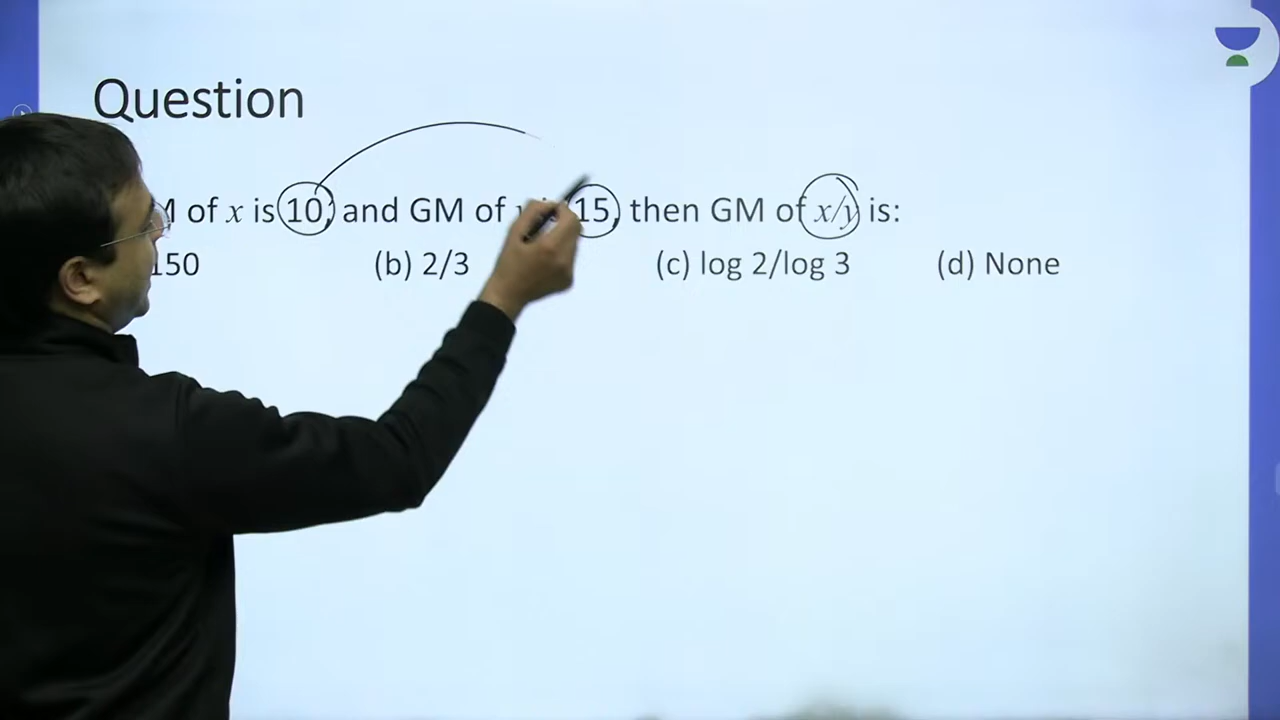 Question
of x is 10, and GM of 15, then GM of x/y is:
150 (b) 2/3 (c) log 2/log 3 (d) None